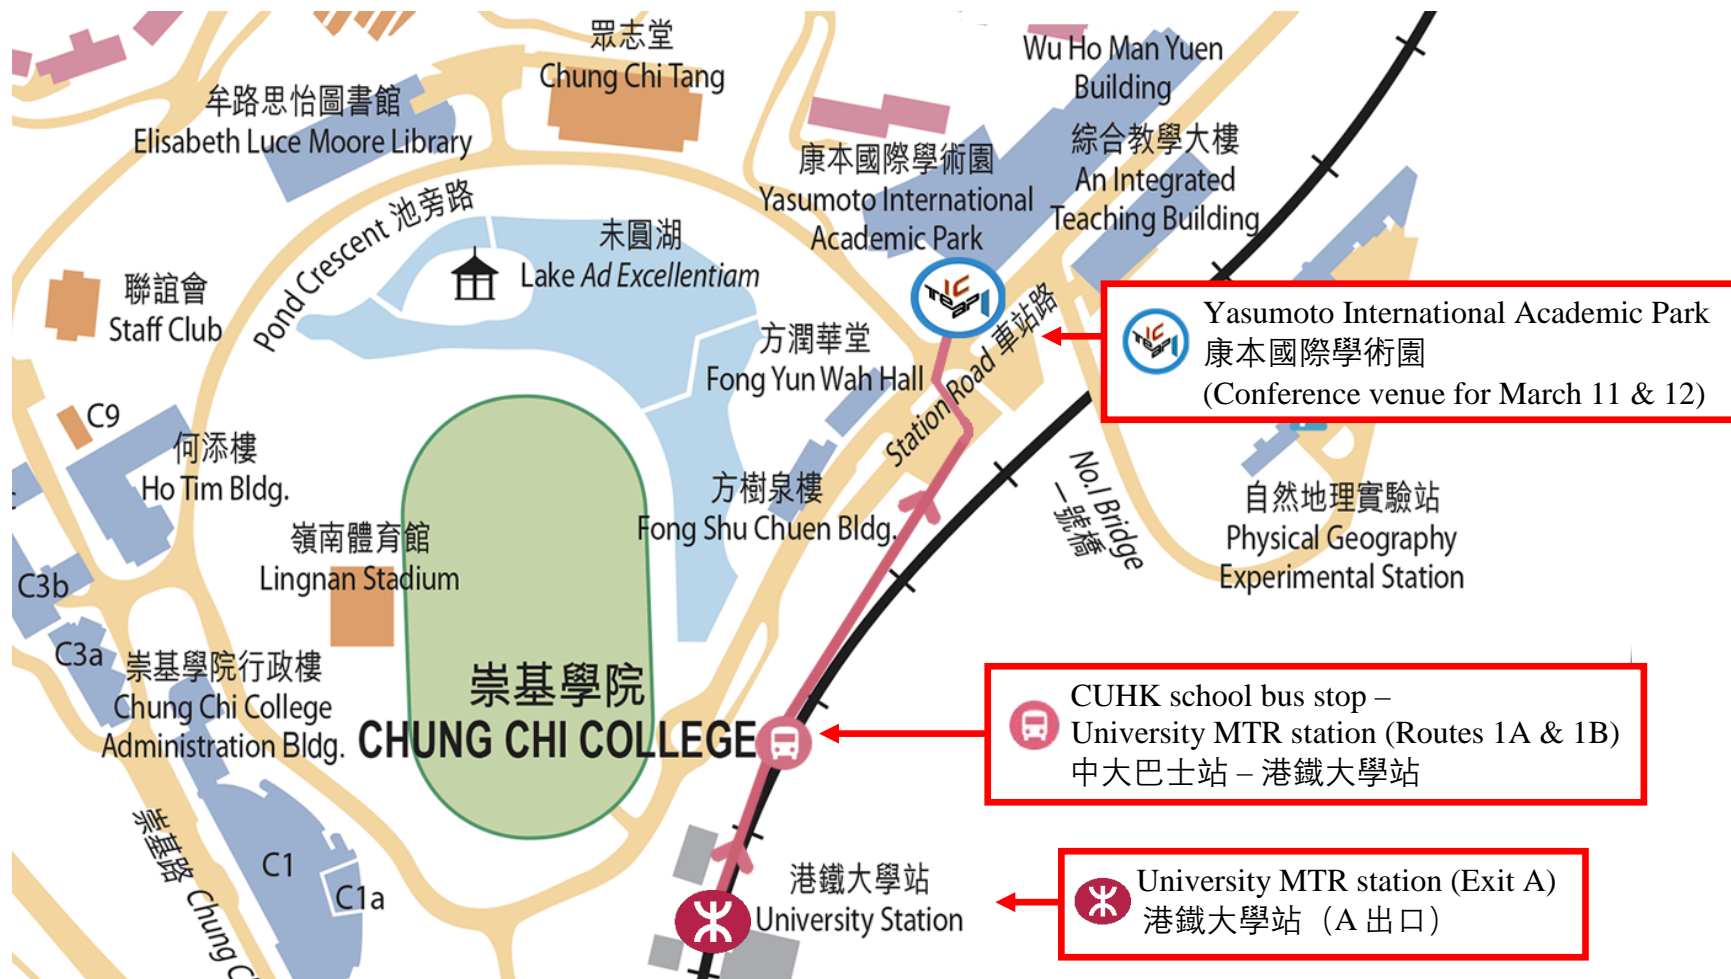 眾志堂
Chung Chi Tang
Wu Ho Man Yuen
Building
牟路思怡圖書館
Elisabeth Luce Moore Library
康本國際學術園
Yasumoto International
Academic Park
綜合教學大樓
An Integrated
Teaching Building
Pond Crescent 池旁路
未圓湖
Lake Ad Excellentiam
聯誼會
Staff Club
IC
TEAP
方潤華堂
Fong Yun Wah Hall
Station Road 車站路
IC
TEAP
Yasumoto International Academic Park
康本國際學術園
(Conference venue for March 11 & 12)
C9
何添樓
Ho Tim Bldg.
方樹泉樓
Fong Shu Chuen Bldg.
No.1 Bridge
一號橋
自然地理實驗站
Physical Geography
Experimental Station
嶺南體育館
Lingnan Stadium
C3b
C3a
崇基學院行政樓
Chung Chi College
Administration Bldg.
崇基學院
CHUNG CHI COLLEGE
CUHK school bus stop –
University MTR station (Routes 1A & 1B)
中大巴士站 – 港鐵大學站
崇基路 Chung C
C1
C1a
港鐵大學站
University Station
University MTR station (Exit A)
港鐵大學站（A 出口）